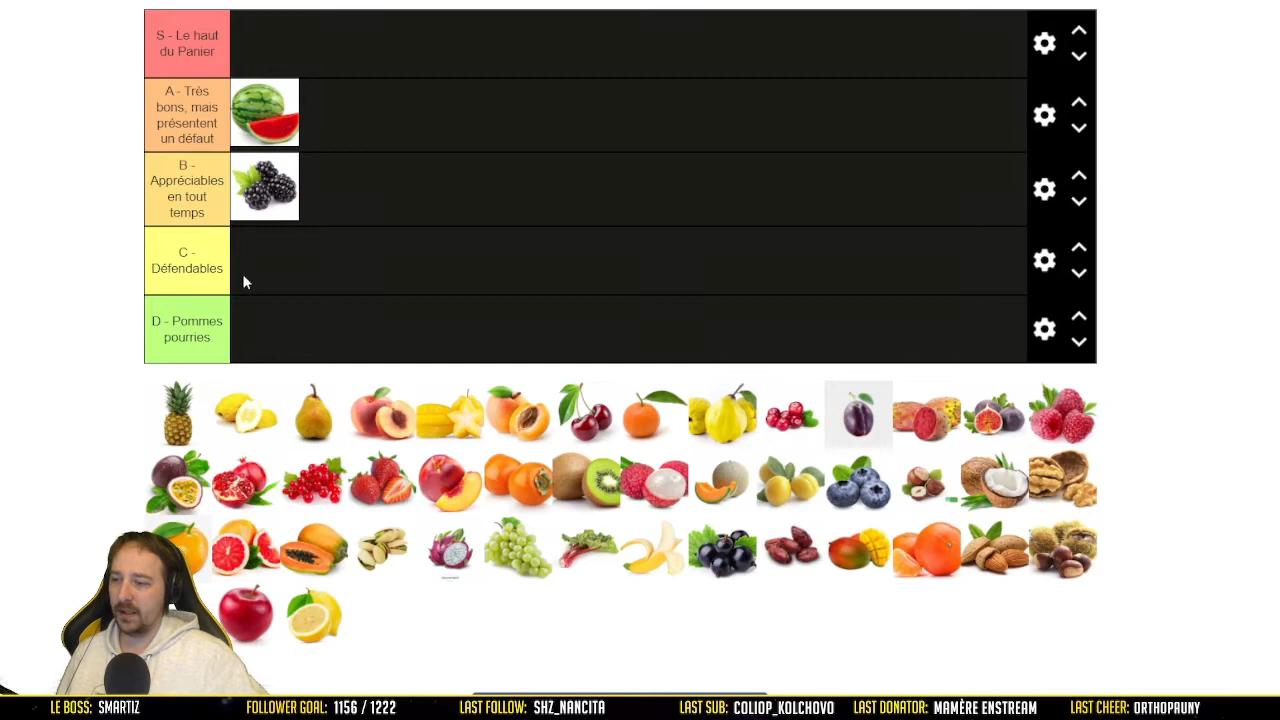 S - Le haut
du Panier
A - Très
bons, mais
présentent
un défaut
B -
Appréciables
en tout
temps
C -
Défendables
D - Pommes
pourries
LE BOSS: SMARTIZ FOLLOWER GOAL: 1156 / 1222 LAST FOLLOW: SHZ_NANCITA LAST SUB: COLIOP_KOLCHOVO LAST DONATOR: MAMÈRE ENSTREAM LAST CHEER: ORTHOPAUNY